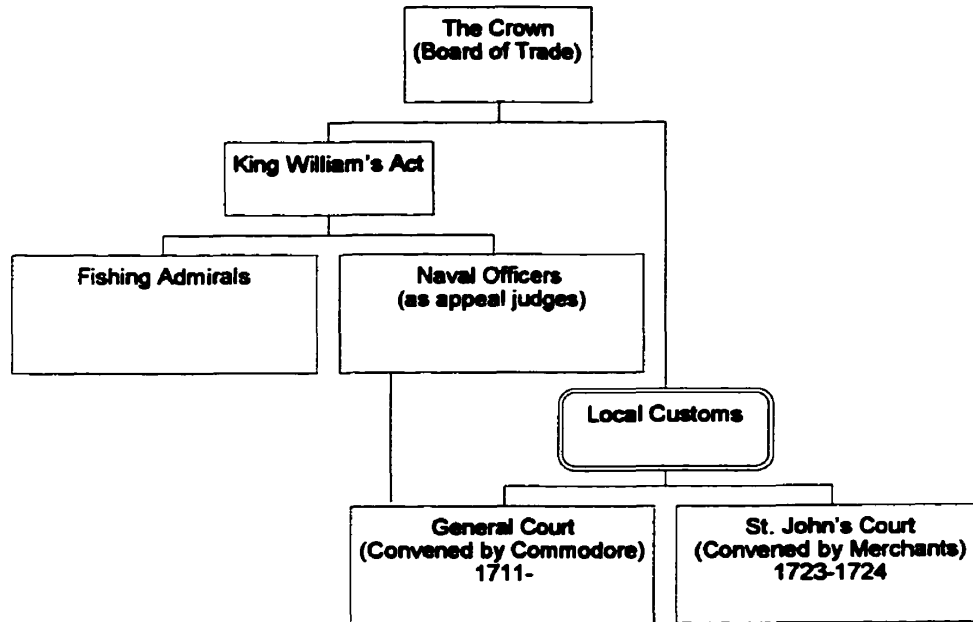 The Crown
(Board of Trade)
King William's Act
Fishing Admirals
Naval Officers
(as appeal judges)
Local Customs
General Court
(Convened by Commodore)
1711-
St. John's Court
(Convened by Merchants)
1723-1724